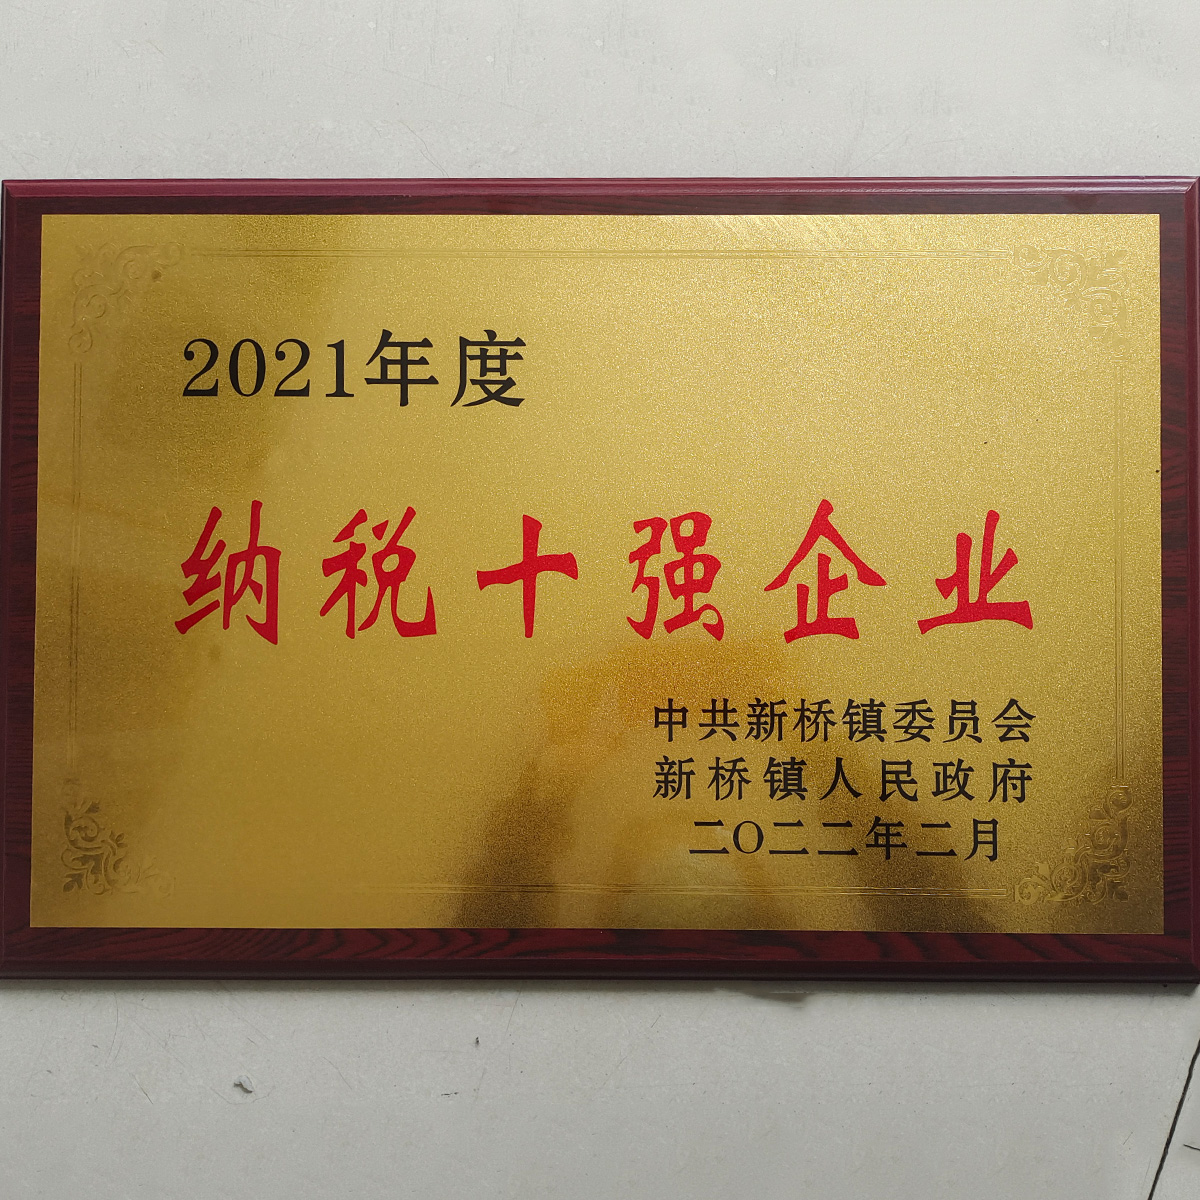 2021年度
纳税十强企业
中共新桥镇委员会
新桥镇人民政府
二〇二二年二月